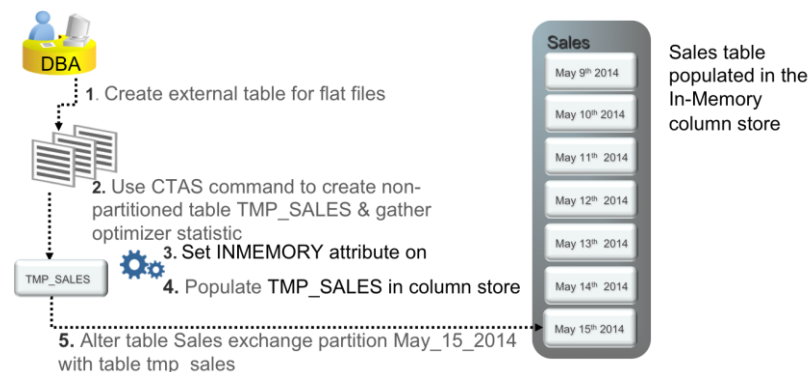 DBA
1. Create external table for flat files
2. Use CTAS command to create non-
partitioned table TMP_SALES & gather
optimizer statistic
3. Set INMEMORY attribute on
TMP_SALES
4. Populate TMP_SALES in column store
5. Alter table Sales exchange partition May_15_2014
with table tmp_sales
Sales
May 9th 2014
May 10th 2014
May 11th 2014
May 12th 2014
May 13th 2014
May 14th 2014
May 15th 2014
Sales table
populated in the
In-Memory
column store